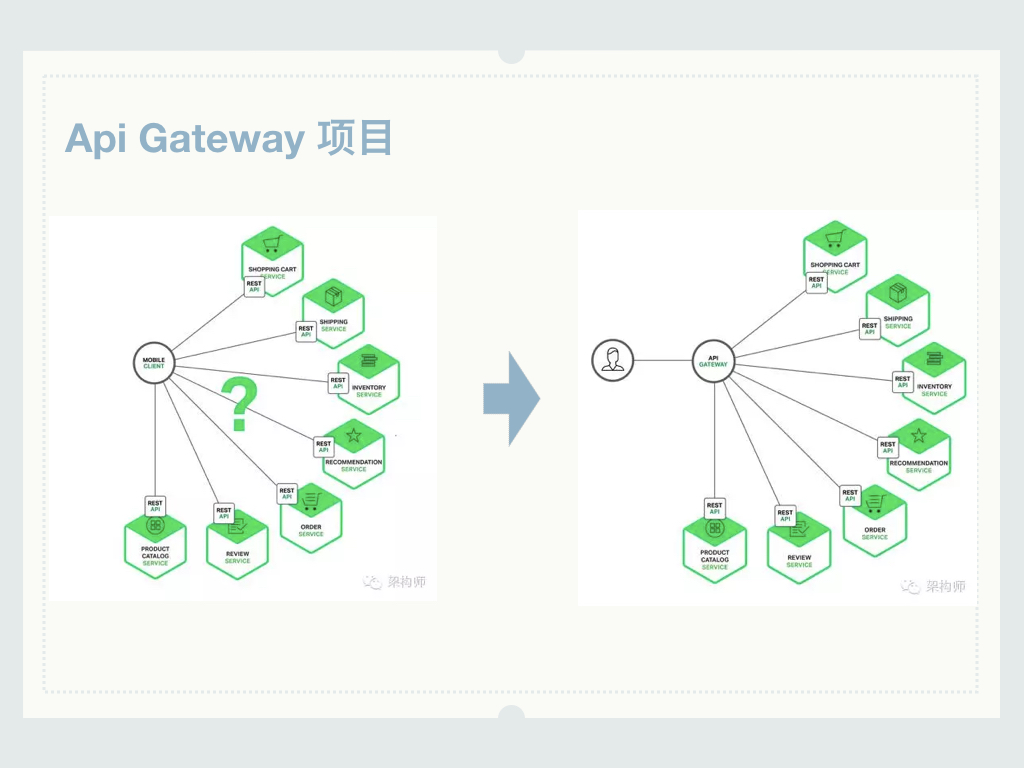 Api Gateway 项目
SHOPPING CART
SERVICE
REST
API
SHIPPING
SERVICE
REST
API
MOBILE
CLIENT
REST
API
INVENTORY
SERVICE
?
REST
API
RECOMMENDATION
SERVICE
REST
API
ORDER
SERVICE
REST
API
REST
API
PRODUCT
CATALOG
SERVICE
REVIEW
SERVICE
架构师
SHOPPING CART
SERVICE
REST
API
SHIPPING
SERVICE
REST
API
API
GATEWAY
REST
API
INVENTORY
SERVICE
REST
API
RECOMMENDATION
SERVICE
REST
API
ORDER
SERVICE
REST
API
REST
API
PRODUCT
CATALOG
SERVICE
REVIEW
SERVICE
架构师